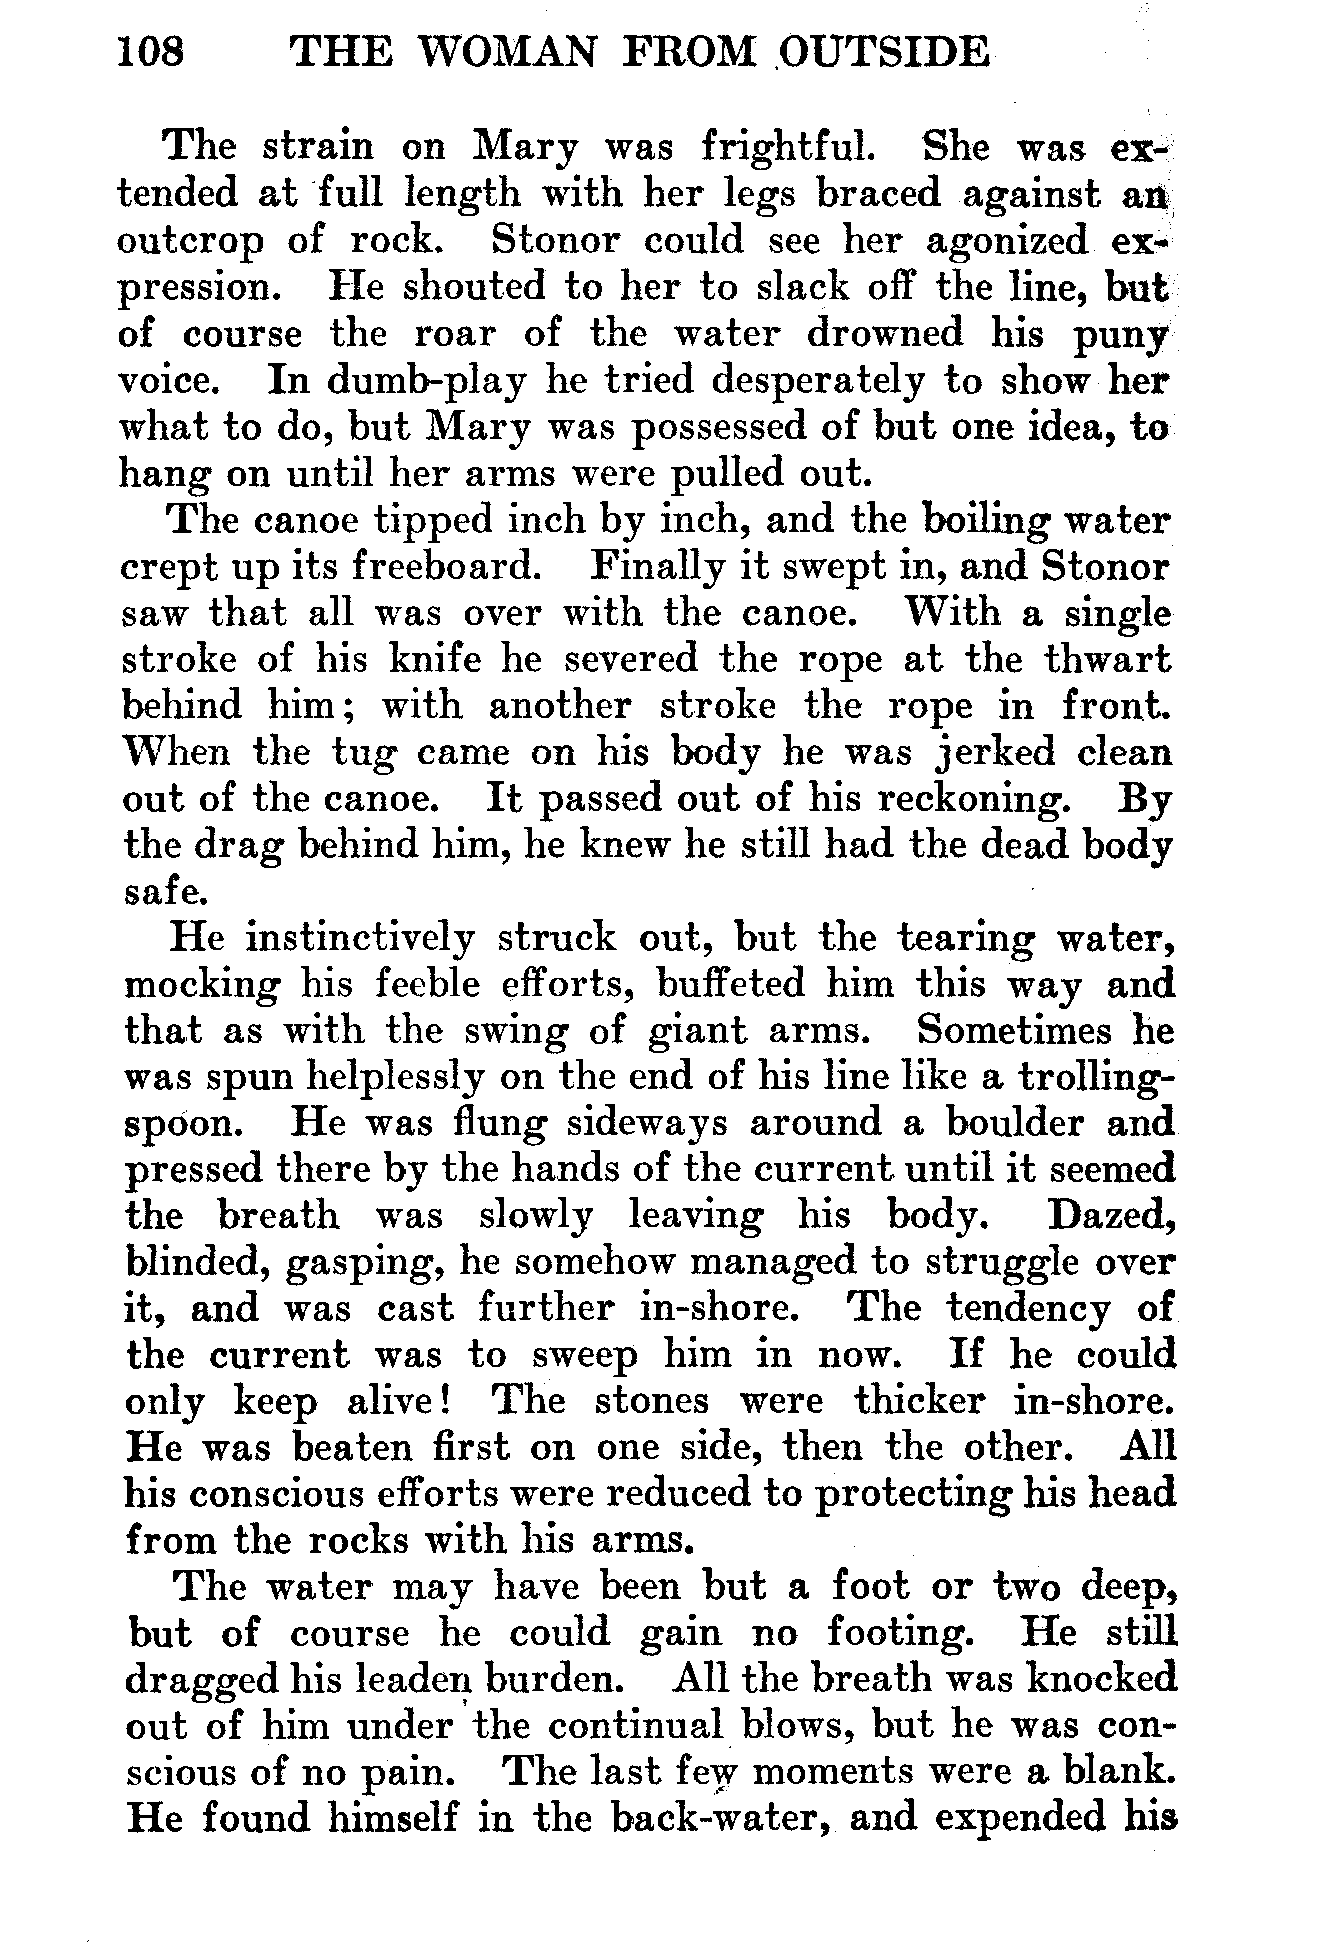 108 THE WOMAN FROM OUTSIDE
The strain on Mary was frightful. She was ex-
tended at full length with her legs braced against an
outcrop of rock. Stonor could see her agonized ex-
pression. He shouted to her to slack off the line, but
of course the roar of the water drowned his puny
voice. In dumb-play he tried desperately to show her
what to do, but Mary was possessed of but one idea, to
hang on until her arms were pulled out.
The canoe tipped inch by inch, and the boiling water
crept up its freeboard. Finally it swept in, and Stonor
saw that all was over with the canoe. With a single
stroke of his knife he severed the rope at the thwart
behind him; with another stroke the rope in front.
When the tug came on his body he was jerked clean
out of the canoe. It passed out of his reckoning. By
the drag behind him, he knew he still had the dead body
safe.
He instinctively struck out, but the tearing water,
mocking his feeble efforts, buffeted him this way and
that as with the swing of giant arms. Sometimes he
was spun helplessly on the end of his line like a trolling-
spoon. He was flung sideways around a boulder and
pressed there by the hands of the current until it seemed
the breath was slowly leaving his body. Dazed,
blinded, gasping, he somehow managed to struggle over
it, and was cast further in-shore. The tendency of
the current was to sweep him in now. If he could
only keep alive! The stones were thicker in-shore.
He was beaten first on one side, then the other. All
his conscious efforts were reduced to protecting his head
from the rocks with his arms.
The water may have been but a foot or two deep,
but of course he could gain no footing. He still
dragged his leaden burden. All the breath was knocked
out of him under the continual blows, but he was con-
scious of no pain. The last few moments were a blank.
He found himself in the back-water, and expended his